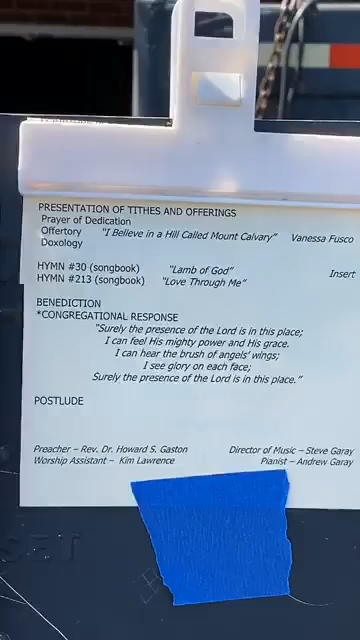 PRESENTATION OF TITHES AND OFFERINGS
Prayer of Dedication
Offertory "I Believe in a Hill Called Mount Calvary" Vanessa Fusco
Doxology
HYMN #30 (songbook) "Lamb of God" Insert
HYMN #213 (songbook) "Love Through Me"
BENEDICTION
*CONGREGATIONAL RESPONSE
"Surely the presence of the Lord is in this place;
I can feel His mighty power and His grace.
I can hear the brush of angels' wings;
I see glory on each face;
Surely the presence of the Lord is in this place."
POSTLUDE
Preacher – Rev. Dr. Howard S. Gaston Director of Music – Steve Garay
Worship Assistant – Kim Lawrence Pianist – Andrew Garay